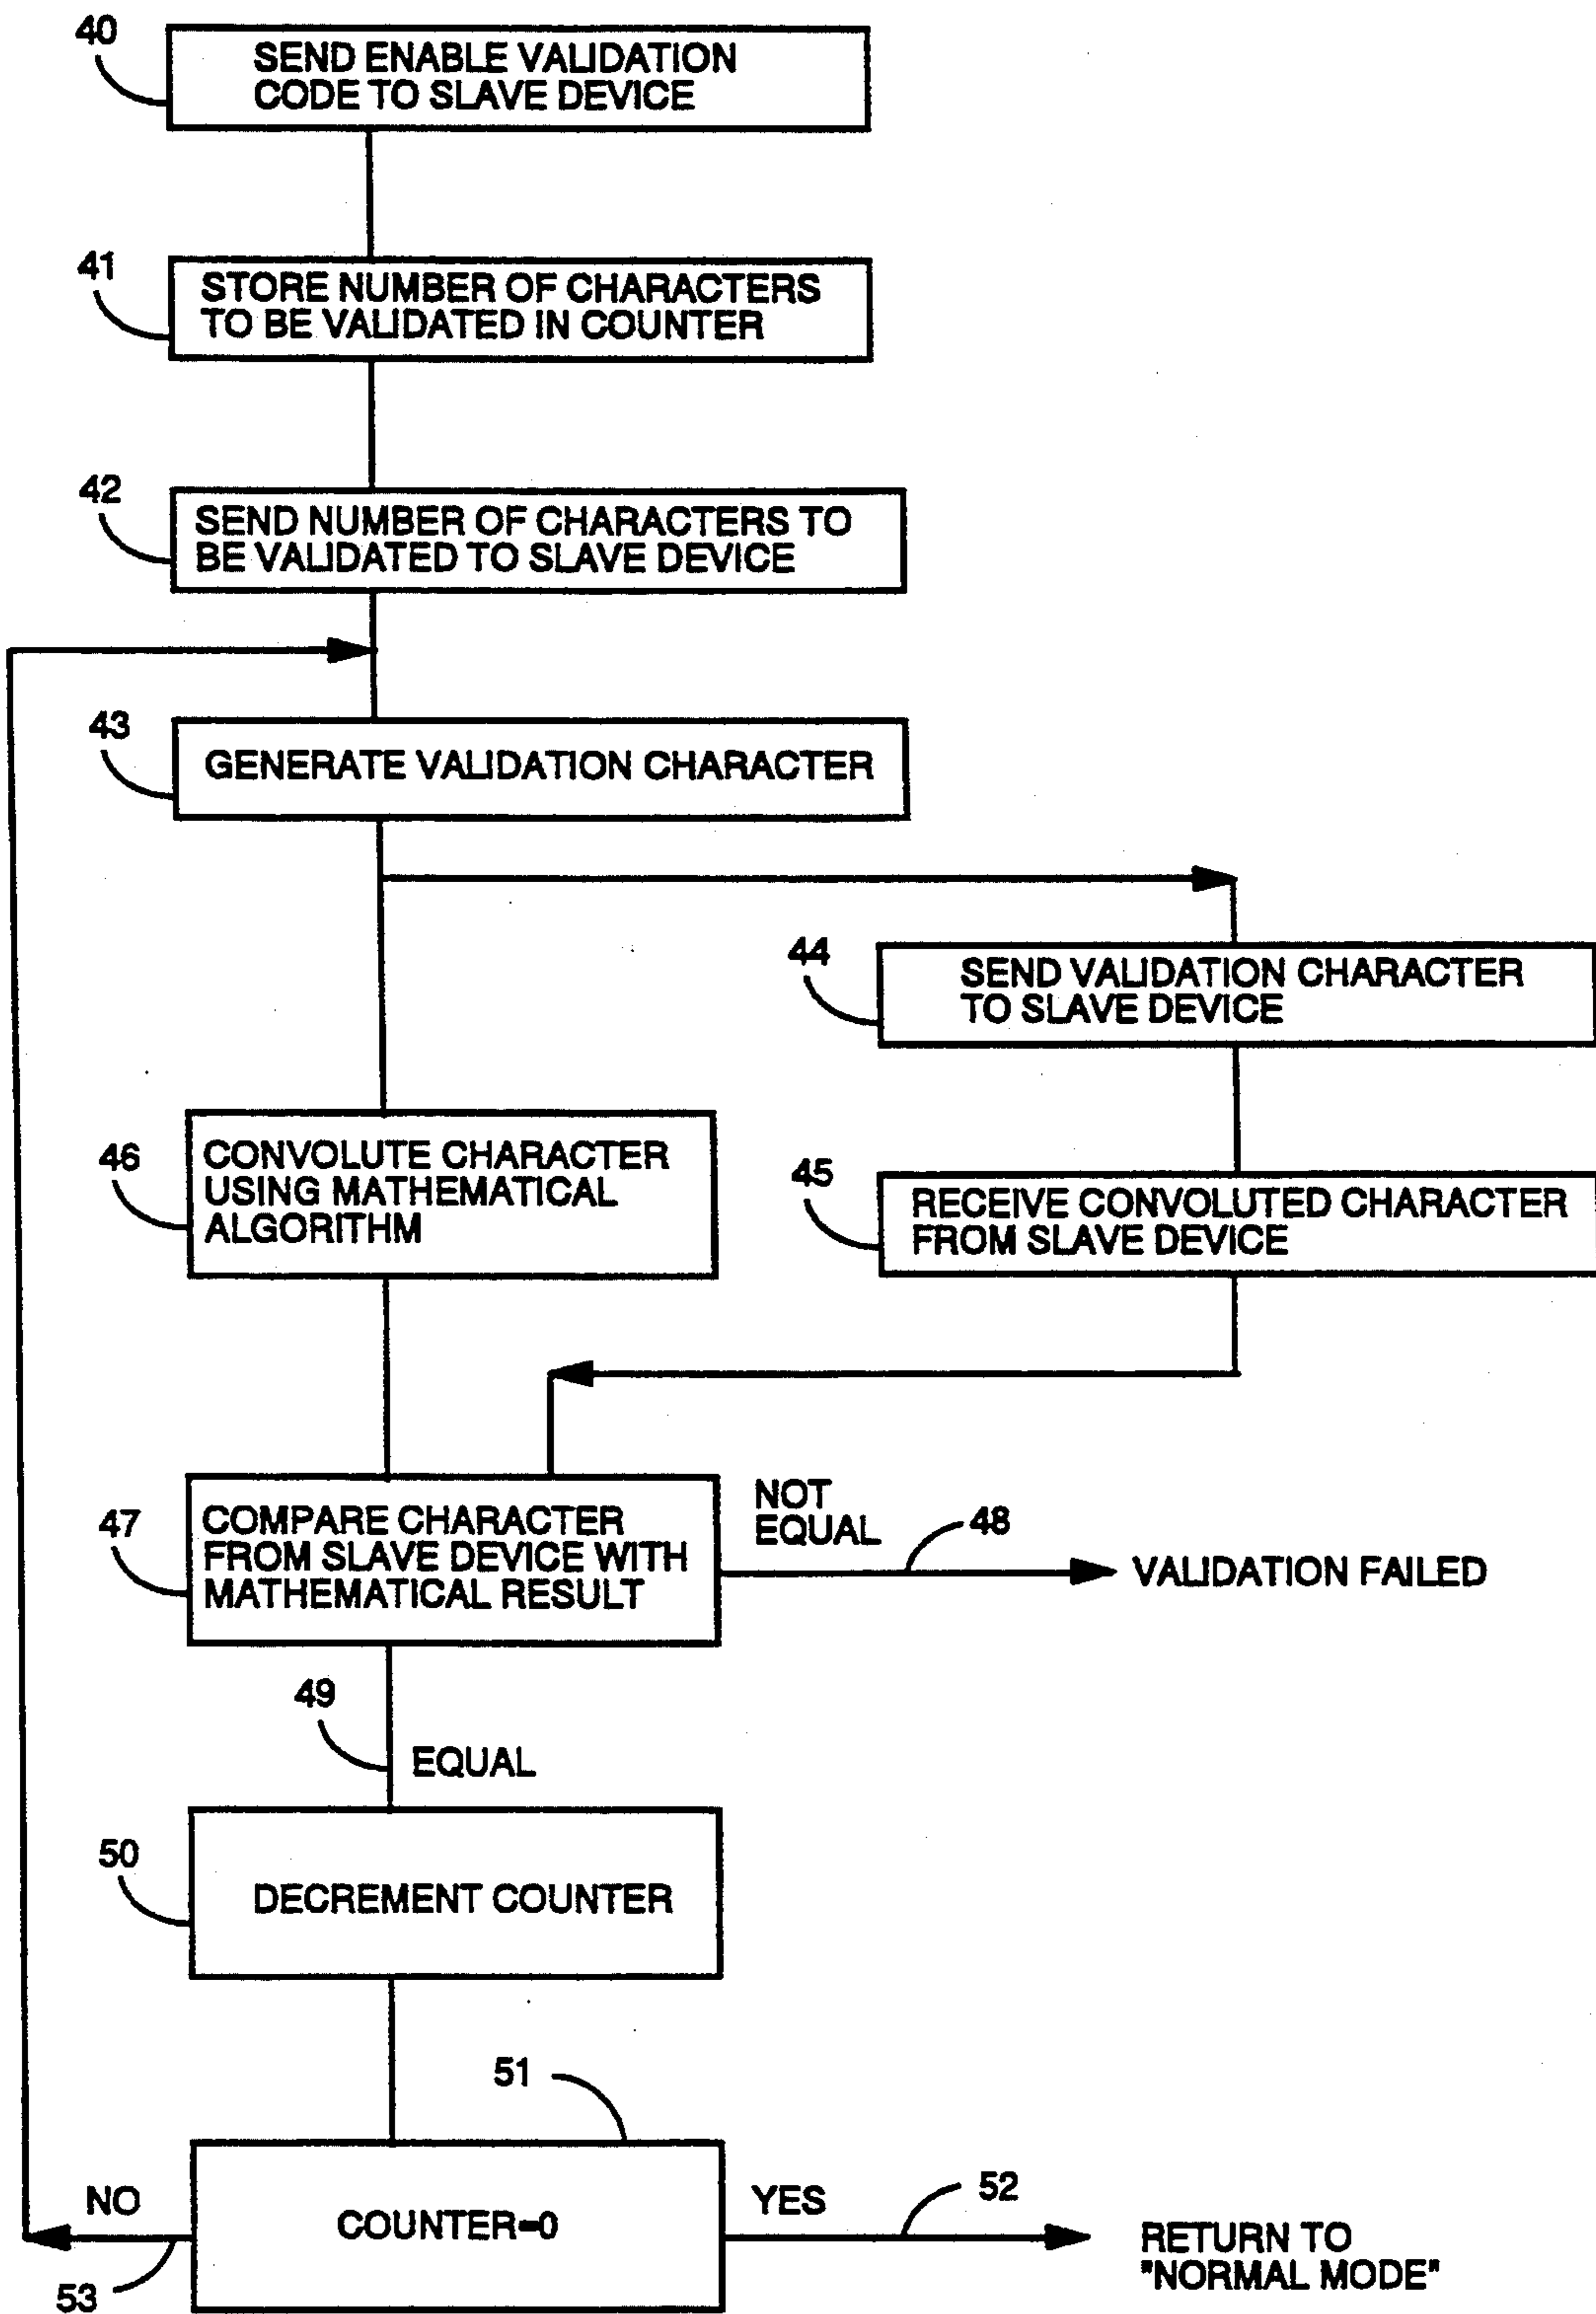 40
SEND ENABLE VALIDATION
CODE TO SLAVE DEVICE
41
STORE NUMBER OF CHARACTERS
TO BE VALIDATED IN COUNTER
42
SEND NUMBER OF CHARACTERS TO
BE VALIDATED TO SLAVE DEVICE
43
GENERATE VALIDATION CHARACTER
44
SEND VALIDATION CHARACTER
TO SLAVE DEVICE
46
CONVOLUTE CHARACTER
USING MATHEMATICAL
ALGORITHM
45
RECEIVE CONVOLUTED CHARACTER
FROM SLAVE DEVICE
47
COMPARE CHARACTER
FROM SLAVE DEVICE WITH
MATHEMATICAL RESULT
NOT
EQUAL
48
VALIDATION FAILED
49
EQUAL
50
DECREMENT COUNTER
51
NO
53
COUNTER=0
YES
52
RETURN TO
"NORMAL MODE"